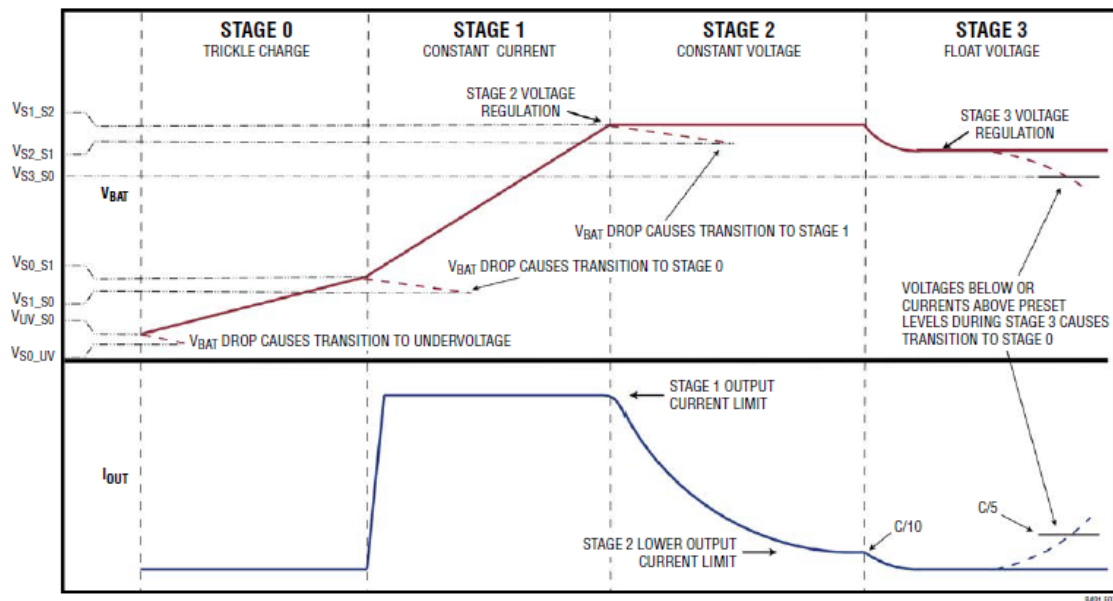 STAGE 0
TRICKLE CHARGE
STAGE 1
CONSTANT CURRENT
STAGE 2
CONSTANT VOLTAGE
STAGE 3
FLOAT VOLTAGE
STAGE 2 VOLTAGE
REGULATION
STAGE 3 VOLTAGE
REGULATION
VS1_S2
VS2_S1
VS3_S0
VBAT
VBAT DROP CAUSES TRANSITION TO STAGE 1
VS0_S1
VBAT DROP CAUSES TRANSITION TO STAGE 0
VS1_S0
VUV_S0
VS0_UV
VBAT DROP CAUSES TRANSITION TO UNDERVOLTAGE
VOLTAGES BELOW OR
CURRENTS ABOVE PRESET
LEVELS DURING STAGE 3 CAUSES
TRANSITION TO STAGE 0
STAGE 1 OUTPUT
CURRENT LIMIT
IOUT
C/10
C/5
STAGE 2 LOWER OUTPUT
CURRENT LIMIT